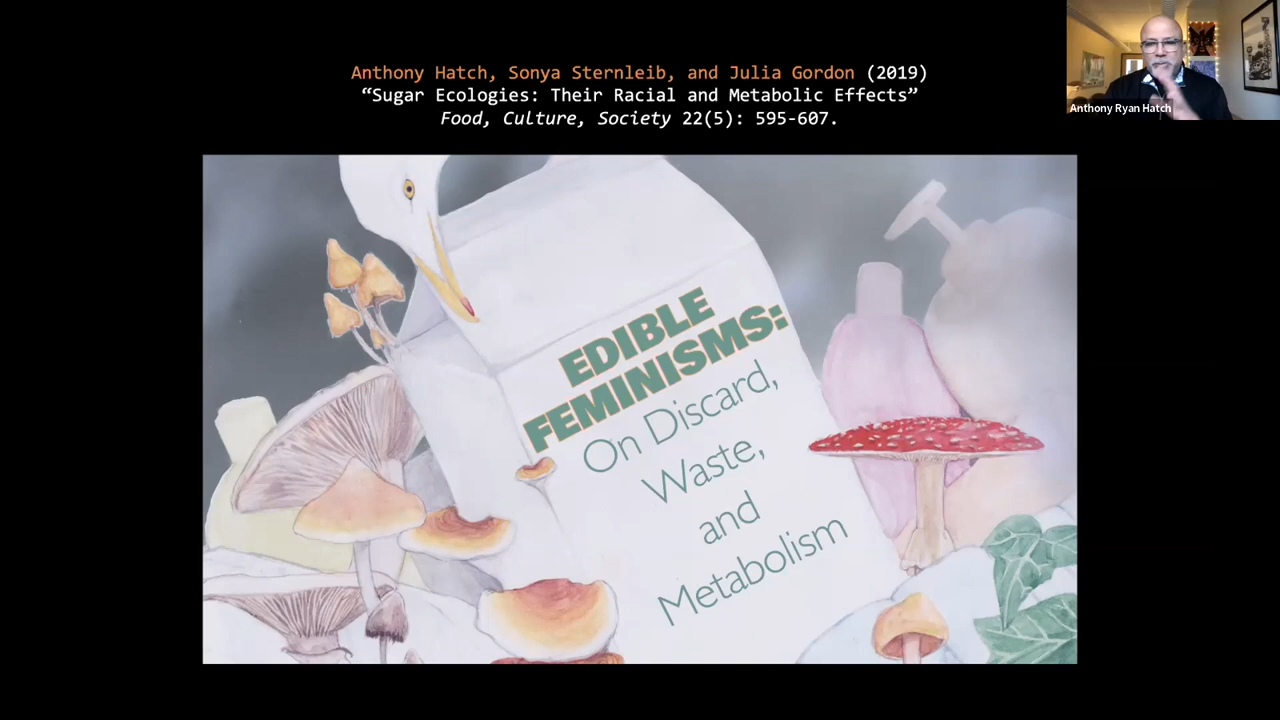 Anthony Hatch, Sonya Sternleib, and Julia Gordon (2019)
“Sugar Ecologies: Their Racial and Metabolic Effects”
Food, Culture, Society 22(5): 595-607.
Anthony Ryan Hatch
EDIBLE
FEMINISMS:
On Discard,
Waste,
and
Metabolism